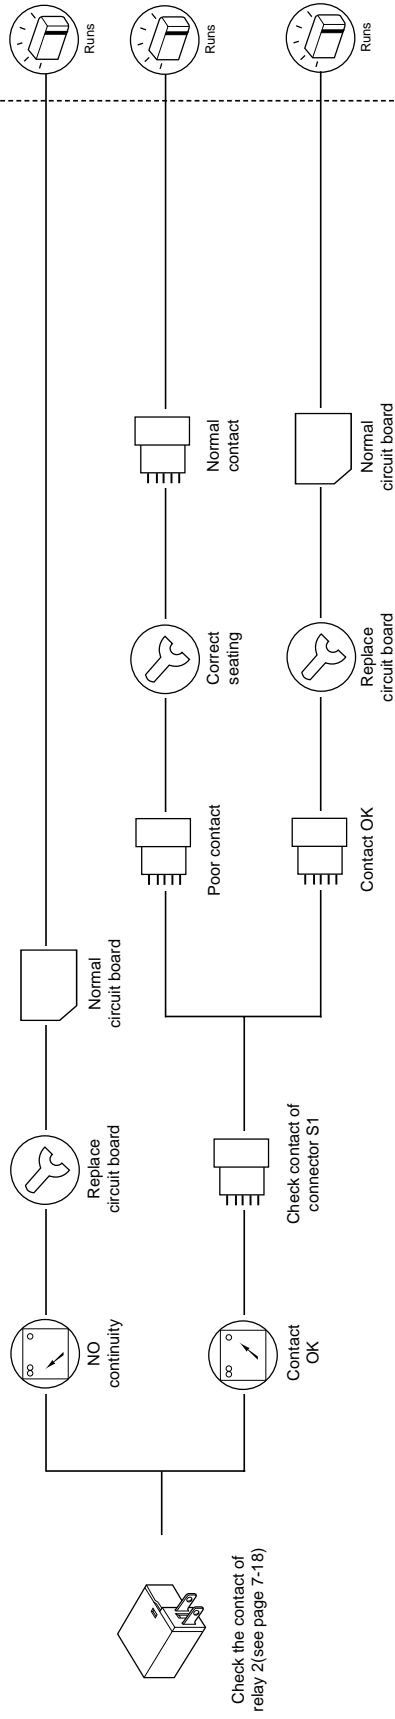 Check the contact of
relay 2(see page 7-18)
NO
continuity
Replace
circuit board
Normal
circuit board
Runs
Contact
OK
Check contact of
connector S1
Poor contact
Correct
seating
Normal
contact
Runs
Contact OK
Replace
circuit board
Normal
circuit board
Runs